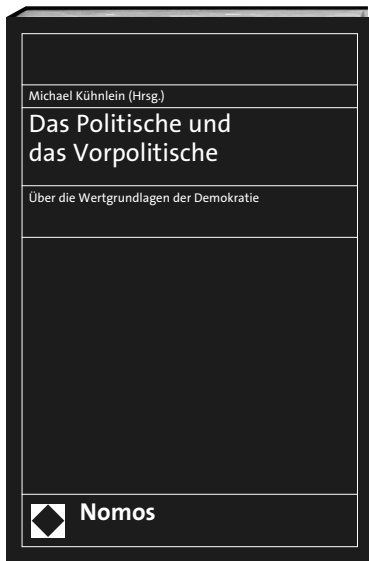 Michael Kühnlein (Hrsg.)
Das Politische und
das Vorpolitische
Über die Wertgrundlagen der Demokratie
Nomos